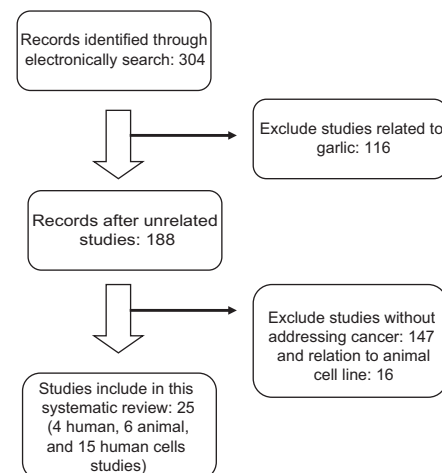 Records identified through
electronically search: 304
Exclude studies related to
garlic: 116
Records after unrelated
studies: 188
Exclude studies without
addressing cancer: 147
and relation to animal
cell line: 16
Studies include in this
systematic review: 25
(4 human, 6 animal,
and 15 human cells
studies)